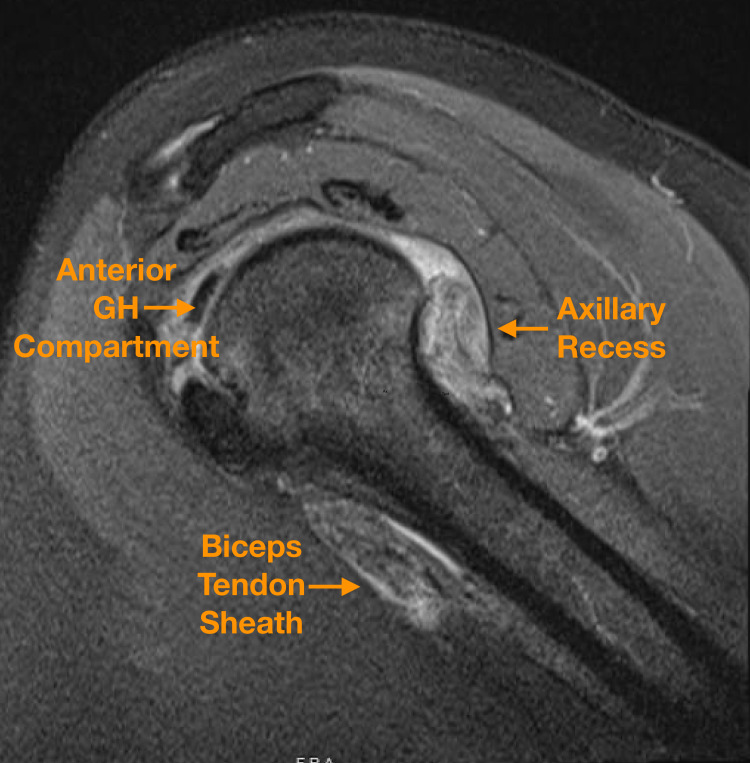 Anterior
GH
Compartment
Axillary
Recess
Biceps
Tendon
Sheath